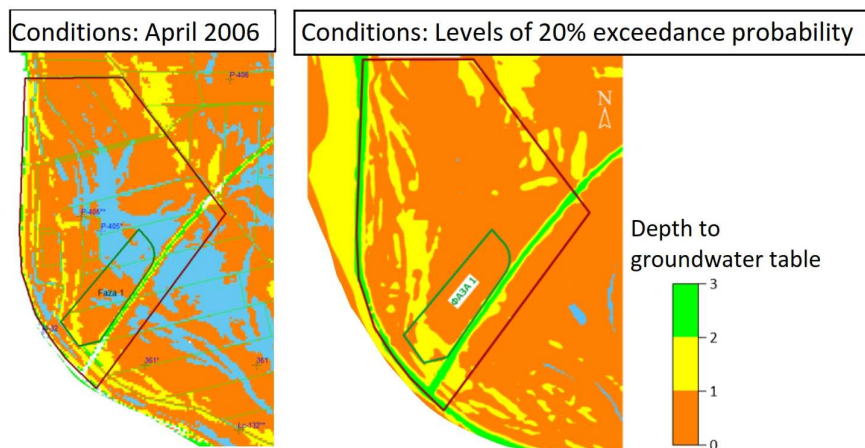 Conditions: April 2006
Conditions: Levels of 20% exceedance probability
P-406
P-406**
P-405*
Faza 1
361*
361
N
ФАЗА 1
Depth to
groundwater table
3
2
1
0